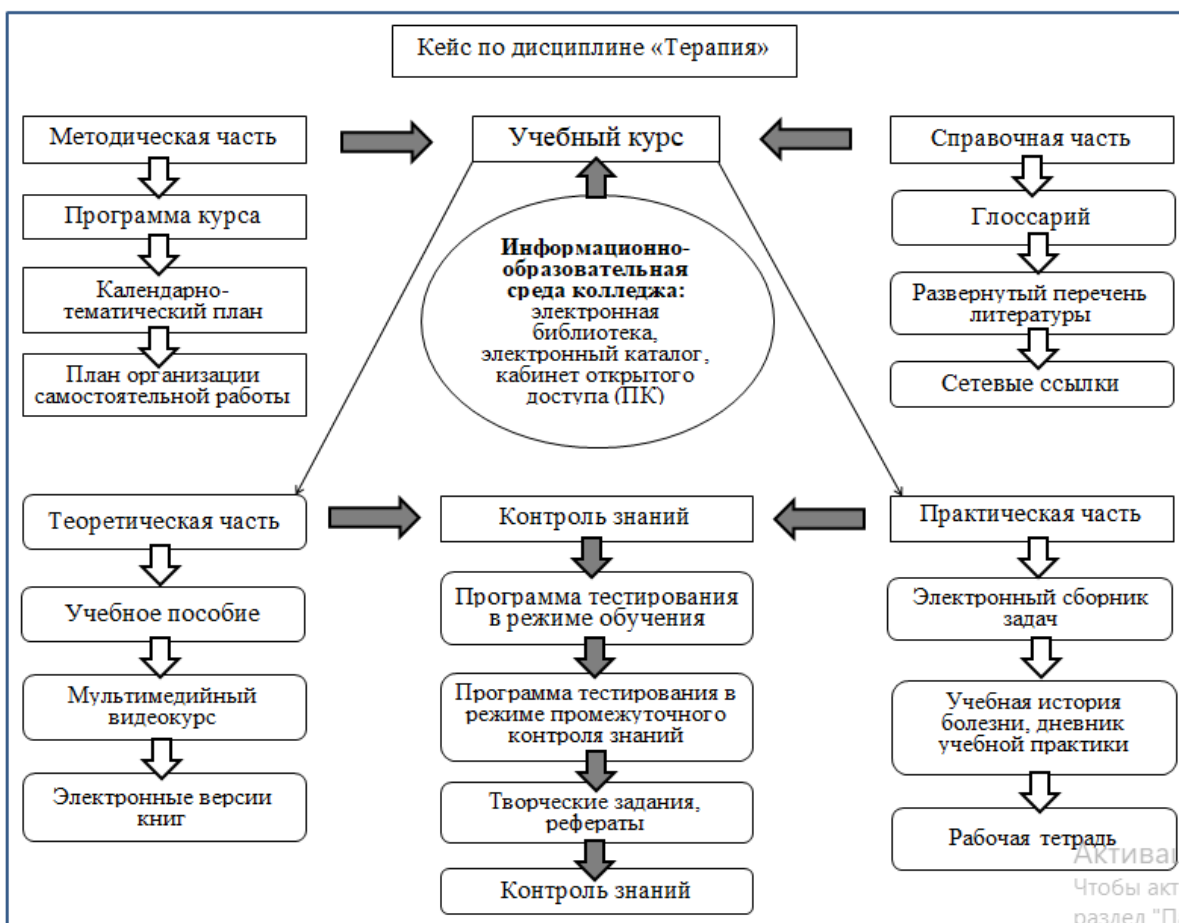 Кейс по дисциплине «Терапия»
Методическая часть
Учебный курс
Справочная часть
Программа курса
Календарно-
тематический план
План организации
самостоятельной работы
Информационно-
образовательная
среда колледжа:
электронная
библиотека,
электронный каталог,
кабинет открытого
доступа (ПК)
Глоссарий
Развернутый перечень
литературы
Сетевые ссылки
Теоретическая часть
Контроль знаний
Практическая часть
Учебное пособие
Мультимедийный
видеокурс
Электронные версии
книг
Программа тестирования
в режиме обучения
Программа тестирования в
режиме промежуточного
контроля знаний
Творческие задания,
рефераты
Контроль знаний
Электронный сборник
задач
Учебная история
болезни, дневник
учебной практики
Рабочая тетрадь
Актива
Чтобы акт
раздел "П